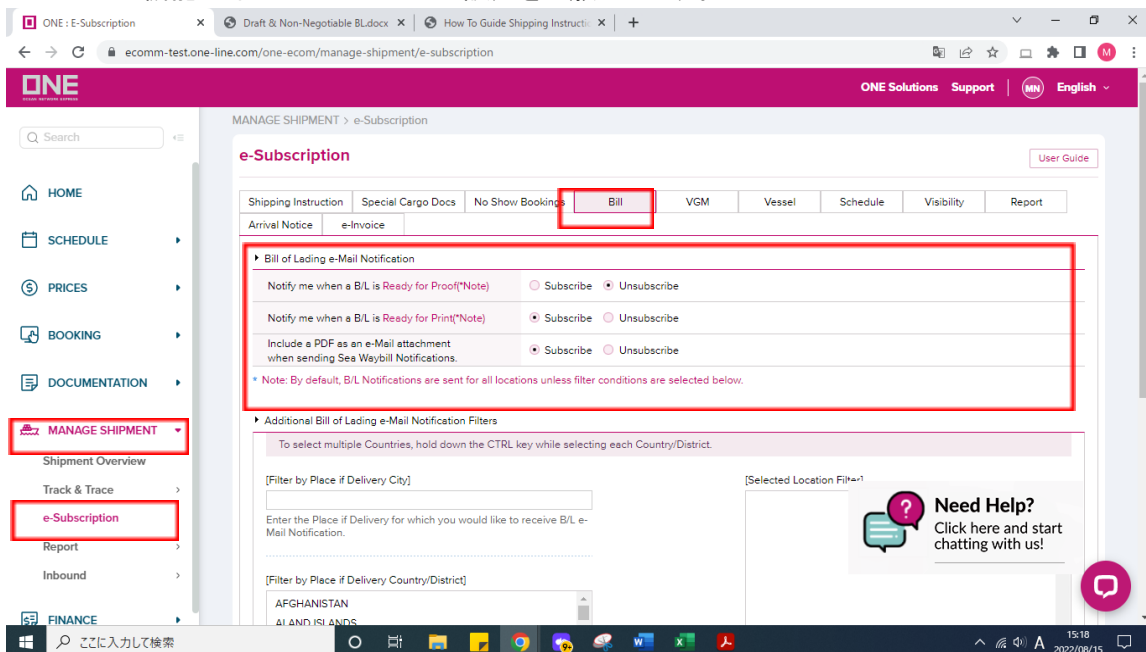 ONE : E-Subscription
Draft & Non-Negotiable BL.docx
How To Guide Shipping Instructi
ecomm-test.one-line.com/one-ecom/manage-shipment/e-subscription
M
ONE
OCEAN NETWORK EXPRESS
ONE Solutions Support MN English
Search
MANAGE SHIPMENT > e-Subscription
e-Subscription
User Guide
HOME
SCHEDULE
PRICES
BOOKING
DOCUMENTATION
MANAGE SHIPMENT
Shipment Overview
Track & Trace
e-Subscription
Report
Inbound
FINANCE
Shipping Instruction Special Cargo Docs No Show Bookings Bill VGM Vessel Schedule Visibility Report
Arrival Notice e-Invoice
Bill of Lading e-Mail Notification
Notify me when a B/L is Ready for Proof(*Note) Subscribe Unsubscribe
Notify me when a B/L is Ready for Print(*Note) Subscribe Unsubscribe
Include a PDF as an e-Mail attachment
when sending Sea Waybill Notifications. Subscribe Unsubscribe
* Note: By default, B/L Notifications are sent for all locations unless filter conditions are selected below.
Additional Bill of Lading e-Mail Notification Filters
To select multiple Countries, hold down the CTRL key while selecting each Country/District.
[Filter by Place if Delivery City] [Selected Location Filter]
Enter the Place if Delivery for which you would like to receive B/L e-
Mail Notification.
[Filter by Place if Delivery Country/District]
AFGHANISTAN
ALAND ISLANDS
Need Help?
Click here and start
chatting with us!
ここに入力して検索
9+
A
15:18
2022/08/15